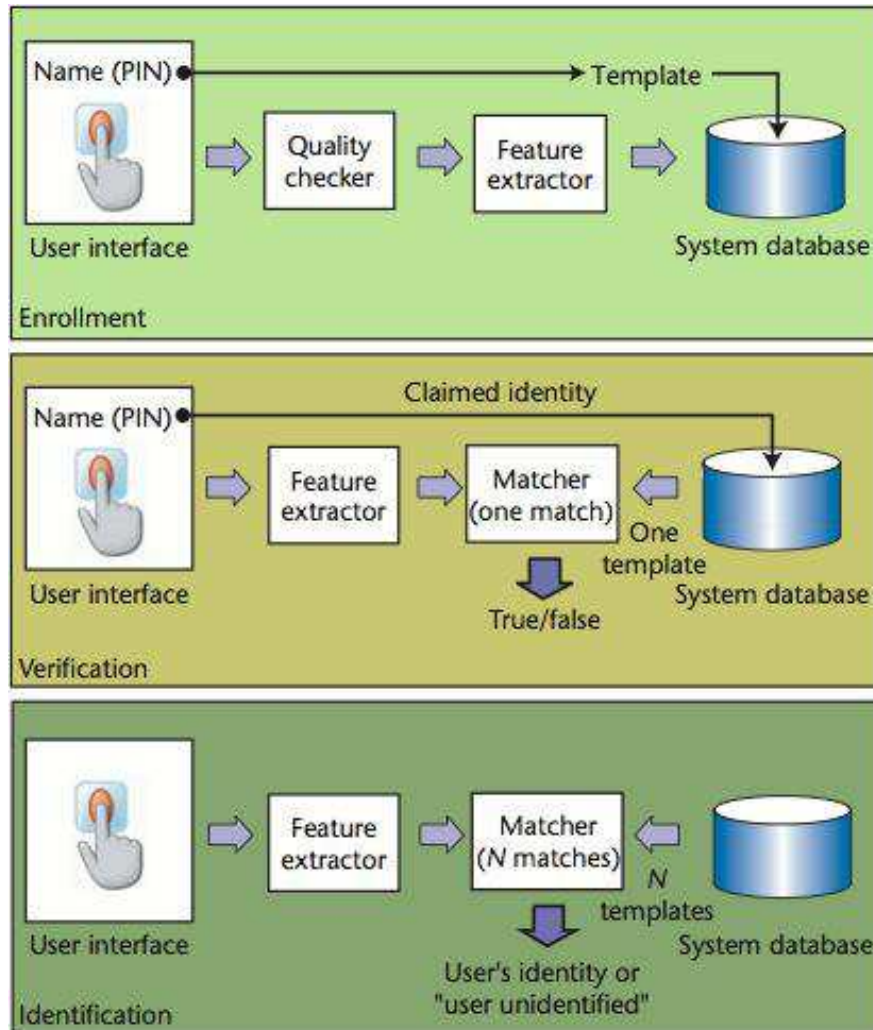 Name (PIN)
Template
Quality
checker
Feature
extractor
User interface
System database
Enrollment
Claimed identity
Name (PIN)
Feature
extractor
Matcher
(one match)
One
template
User interface
System database
True/false
Verification
Feature
extractor
Matcher
(N matches)
N
templates
User interface
System database
User's identity or
"user unidentified"
Identification